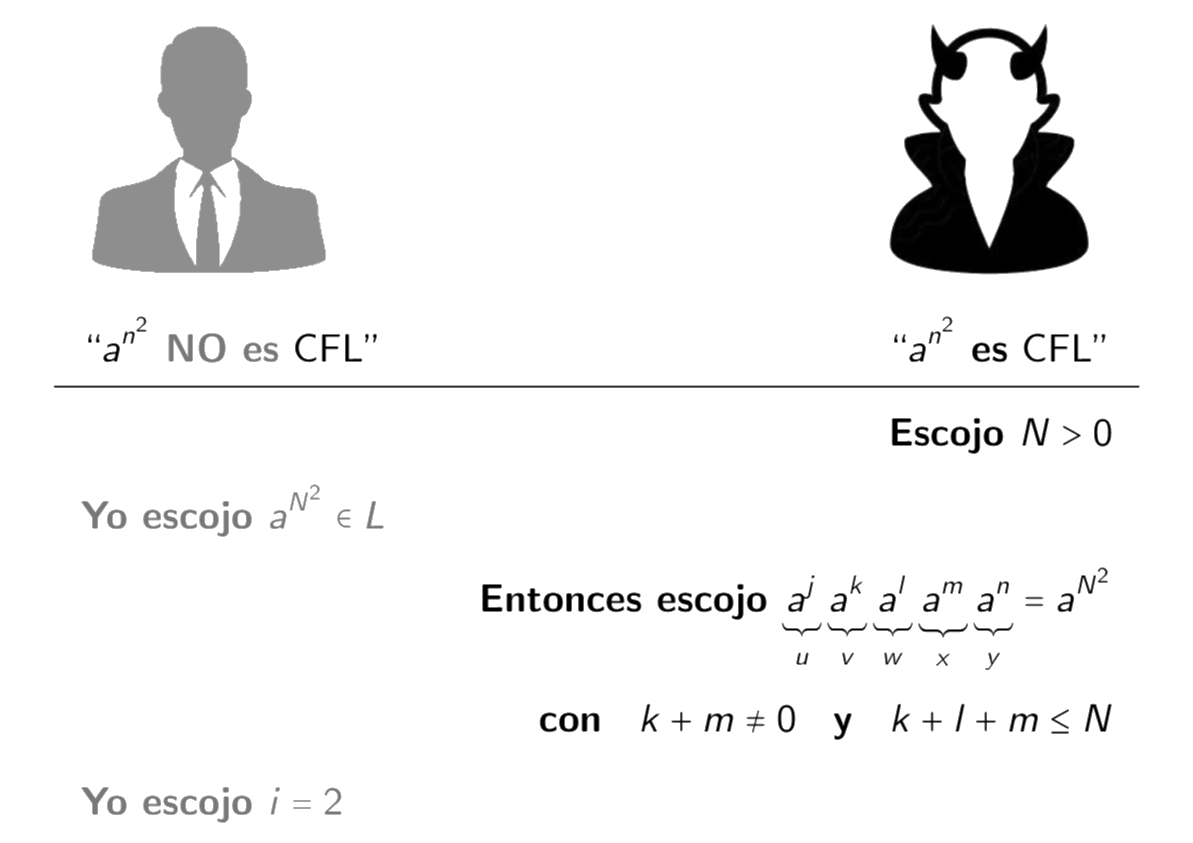 “a^{n^2} NO es CFL” “a^{n^2} es CFL”
Escojo N > 0
Yo escojo a^{N^2} ∈ L
Entonces escojo a^j a^k a^l a^m a^n = a^{N^2}
u v w x y
con k + m ≠ 0 y k + l + m ≤ N
Yo escojo i = 2